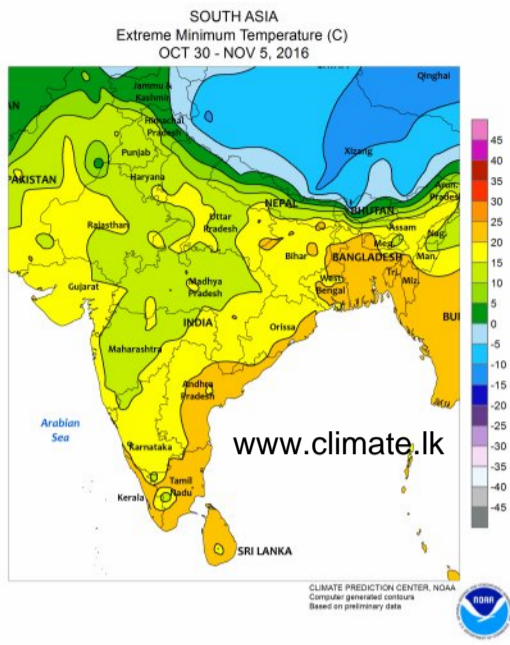 SOUTH ASIA
Extreme Minimum Temperature (C)
OCT 30 - NOV 5, 2016
Qinghai
Jammu &
Kashmir
Himachal
Pradesh
Xizang
Punjab
PAKISTAN
Haryana
Arun.
Prades
NEPAL
BHUTAN
Rajasthan
Uttar
Pradesh
Assam
Nag.
Meg.
Bihar
BANGLADESH
Man.
Gujarat
Madhya
Pradesh
West
Bengal
Tri.
Miz.
INDIA
Orissa
BUI
Maharashtra
Andhra
Pradesh
Arabian
Sea
www.climate.lk
Karnataka
Kerala
Tamil
Nadu
SRI LANKA
45
40
35
30
25
20
15
10
5
0
-5
-10
-15
-20
-25
-30
-35
-40
-45
CLIMATE PREDICTION CENTER, NOAA
Computer generated contours
Based on preliminary data
NOAA